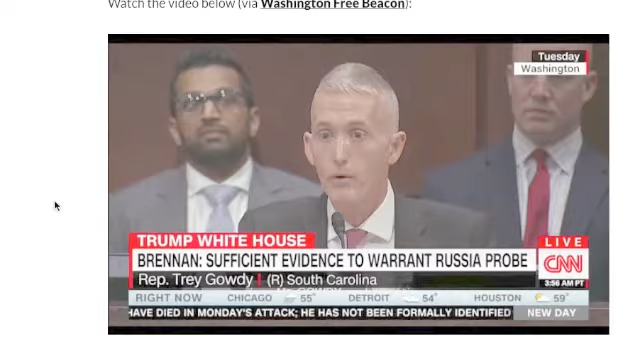 Watch the video below (via Washington Free Beacon):
Tuesday
Washington
TRUMP WHITE HOUSE
BRENNAN: SUFFICIENT EVIDENCE TO WARRANT RUSSIA PROBE
Rep. Trey Gowdy | (R) South Carolina
LIVE
CNN
3:56 AM PT
RIGHT NOW CHICAGO 55° DETROIT 54° HOUSTON 59°
HAVE DIED IN MONDAY'S ATTACK; HE HAS NOT BEEN FORMALLY IDENTIFIED
NEW DAY